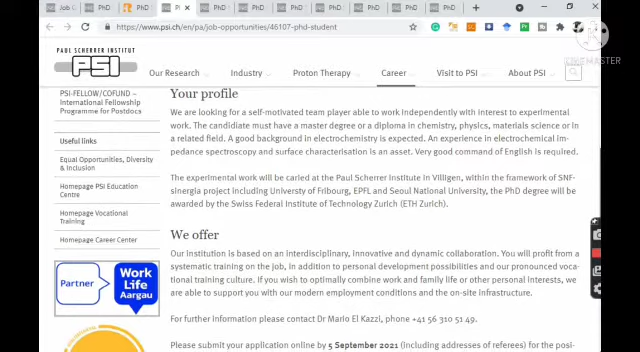 Job
PhD
PhD
P
PhD
PhD
PhD
PhD
PhD
PhD
https://www.psi.ch/en/pa/job-opportunities/46107-phd-student
KINEMASTER
PAUL SCHERRER INSTITUT
PSI
Our Research
Industry
Proton Therapy
Career
Visit to PSI
About PSI
PSI-FELLOW/COFUND –
International Fellowship
Programme for Postdocs
Useful links
Equal Opportunities, Diversity
& Inclusion
Homepage PSI Education
Centre
Homepage Vocational
Training
Homepage Career Center
Partner
Work
Life
Aargau
Your profile
We are looking for a self-motivated team player able to work independently with interest to experimental
work. The candidate must have a master degree or a diploma in chemistry, physics, materials science or in
a related field. A good background in electrochemistry is expected. An experience in electrochemical im-
pedance spectroscopy and surface characterisation is an asset. Very good command of English is required.
The experimental work will be caried at the Paul Scherrer Institute in Villigen, within the framework of SNF-
sinergia project including Universty of Fribourg, EPFL and Seoul National University, the PhD degree will be
awarded by the Swiss Federal Institute of Technology Zurich (ETH Zurich).
We offer
Our institution is based on an interdisciplinary, innovative and dynamic collaboration. You will profit from a
systematic training on the job, in addition to personal development possibilities and our pronounced voca-
tional training culture. If you wish to optimally combine work and family life or other personal interests, we
are able to support you with our modern employment conditions and the on-site infrastructure.
For further information please contact Dr Mario El Kazzi, phone +41 56 310 51 49.
Please submit your application online by 5 September 2021 (including addresses of referees) for the posi-